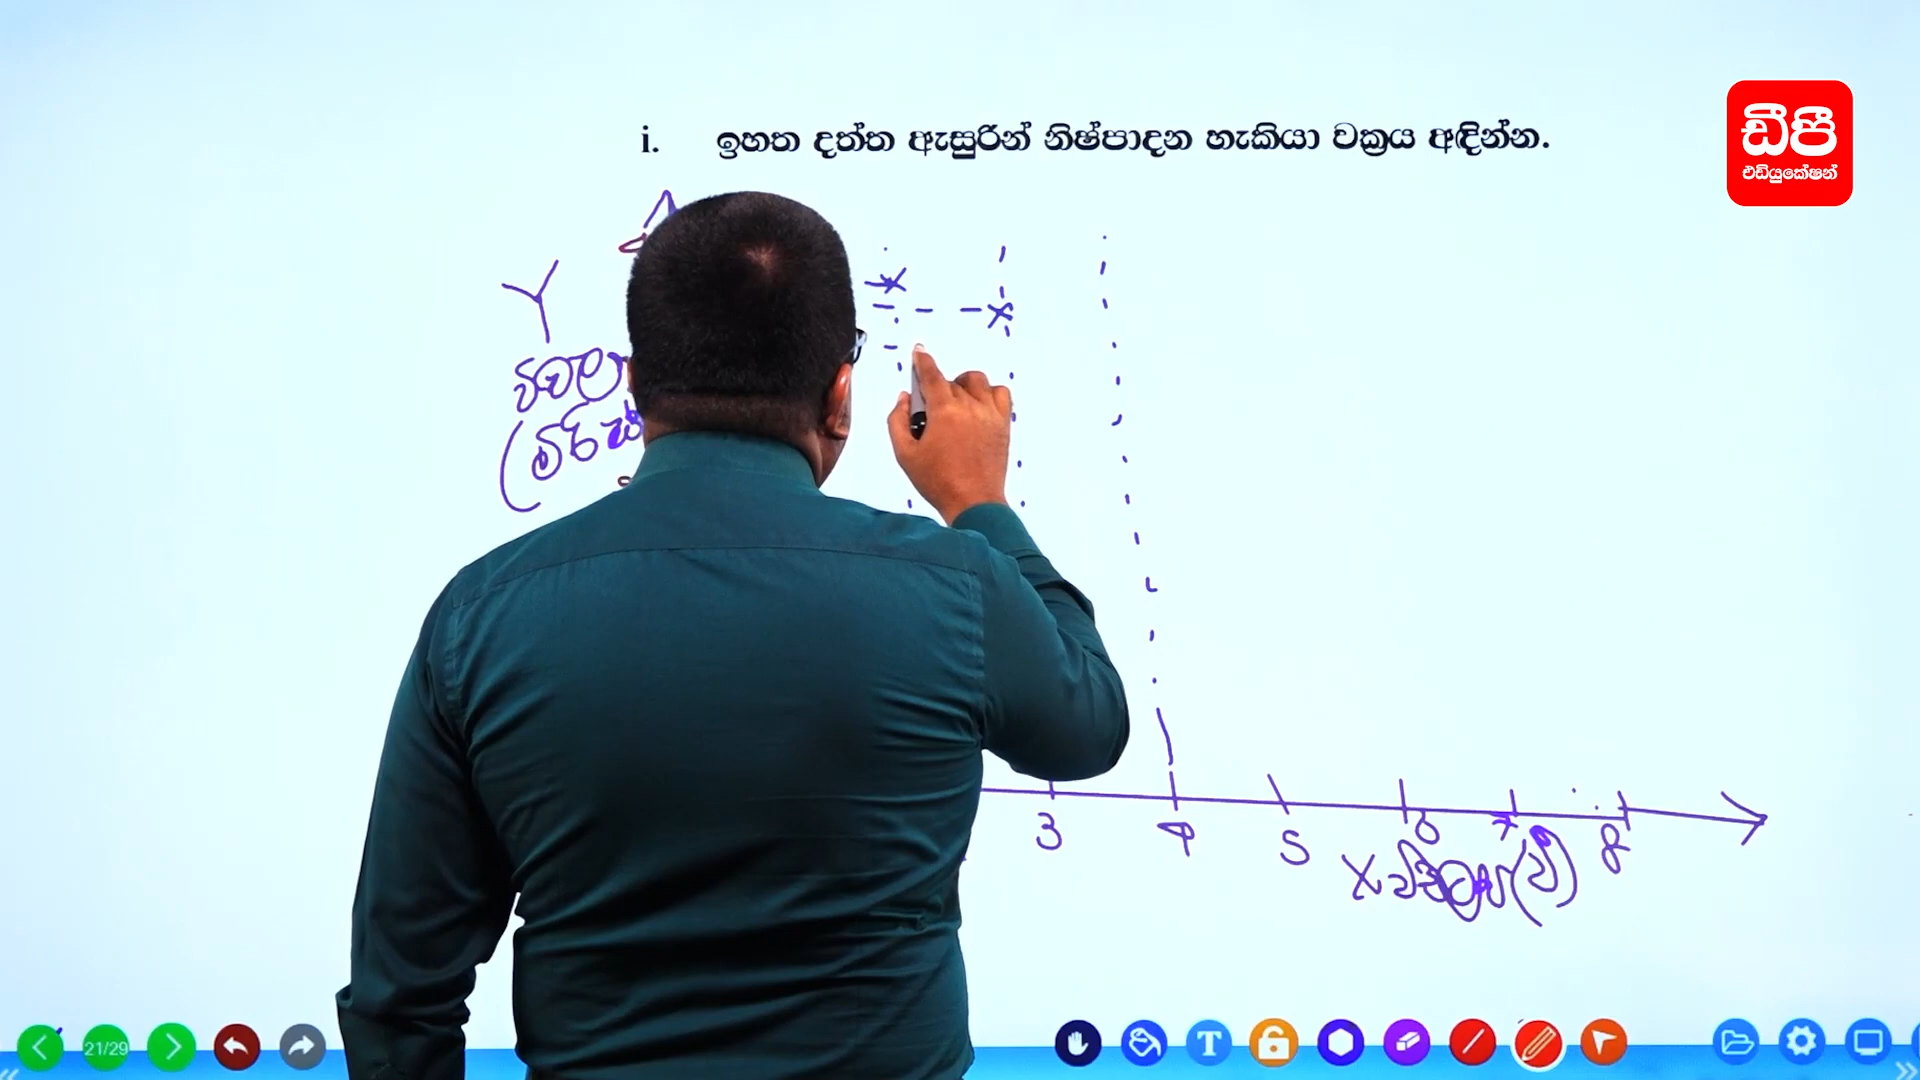 i. ඉහත දත්ත ඇසුරින් නිෂ්පාදන හැකියා වක්‍රය අඳින්න.
ඩීපී
එඩියුකේෂන්
Y
3 4 5 6 7 8
X
21/29
T